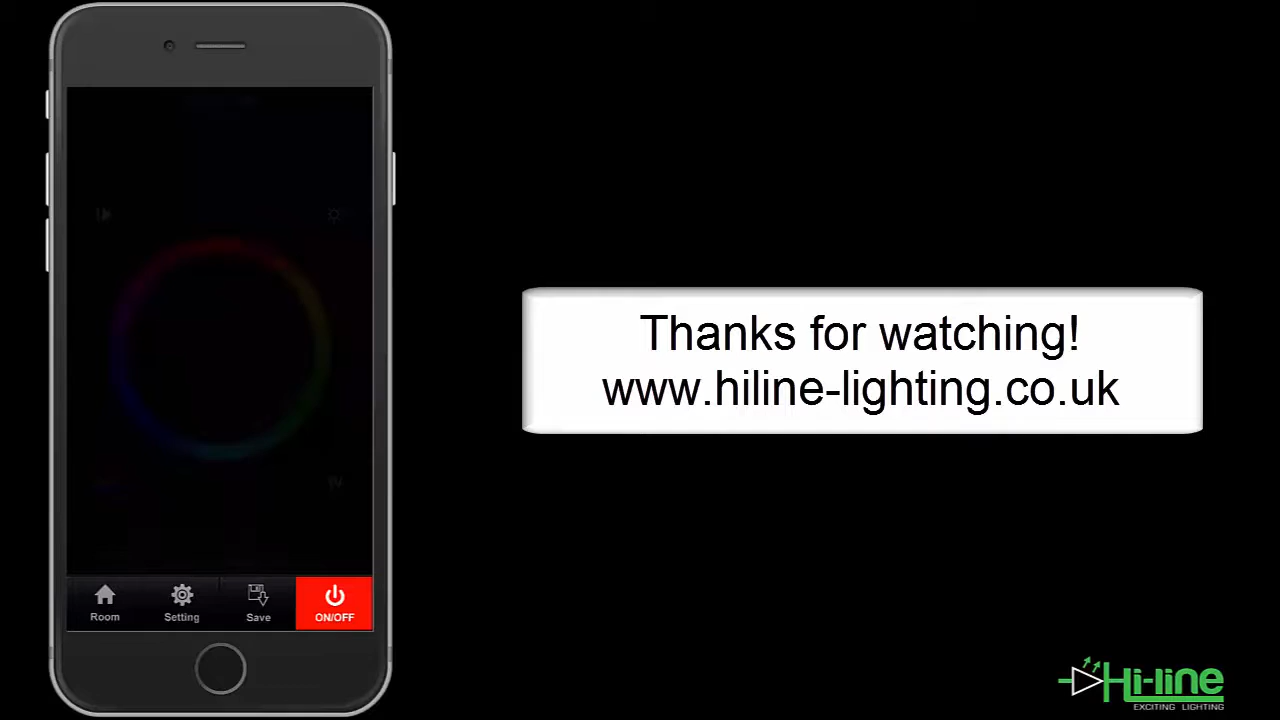 Thanks for watching!
www.hiline-lighting.co.uk
Room
Setting
Save
ON/OFF
Hi-line
EXCITING LIGHTING